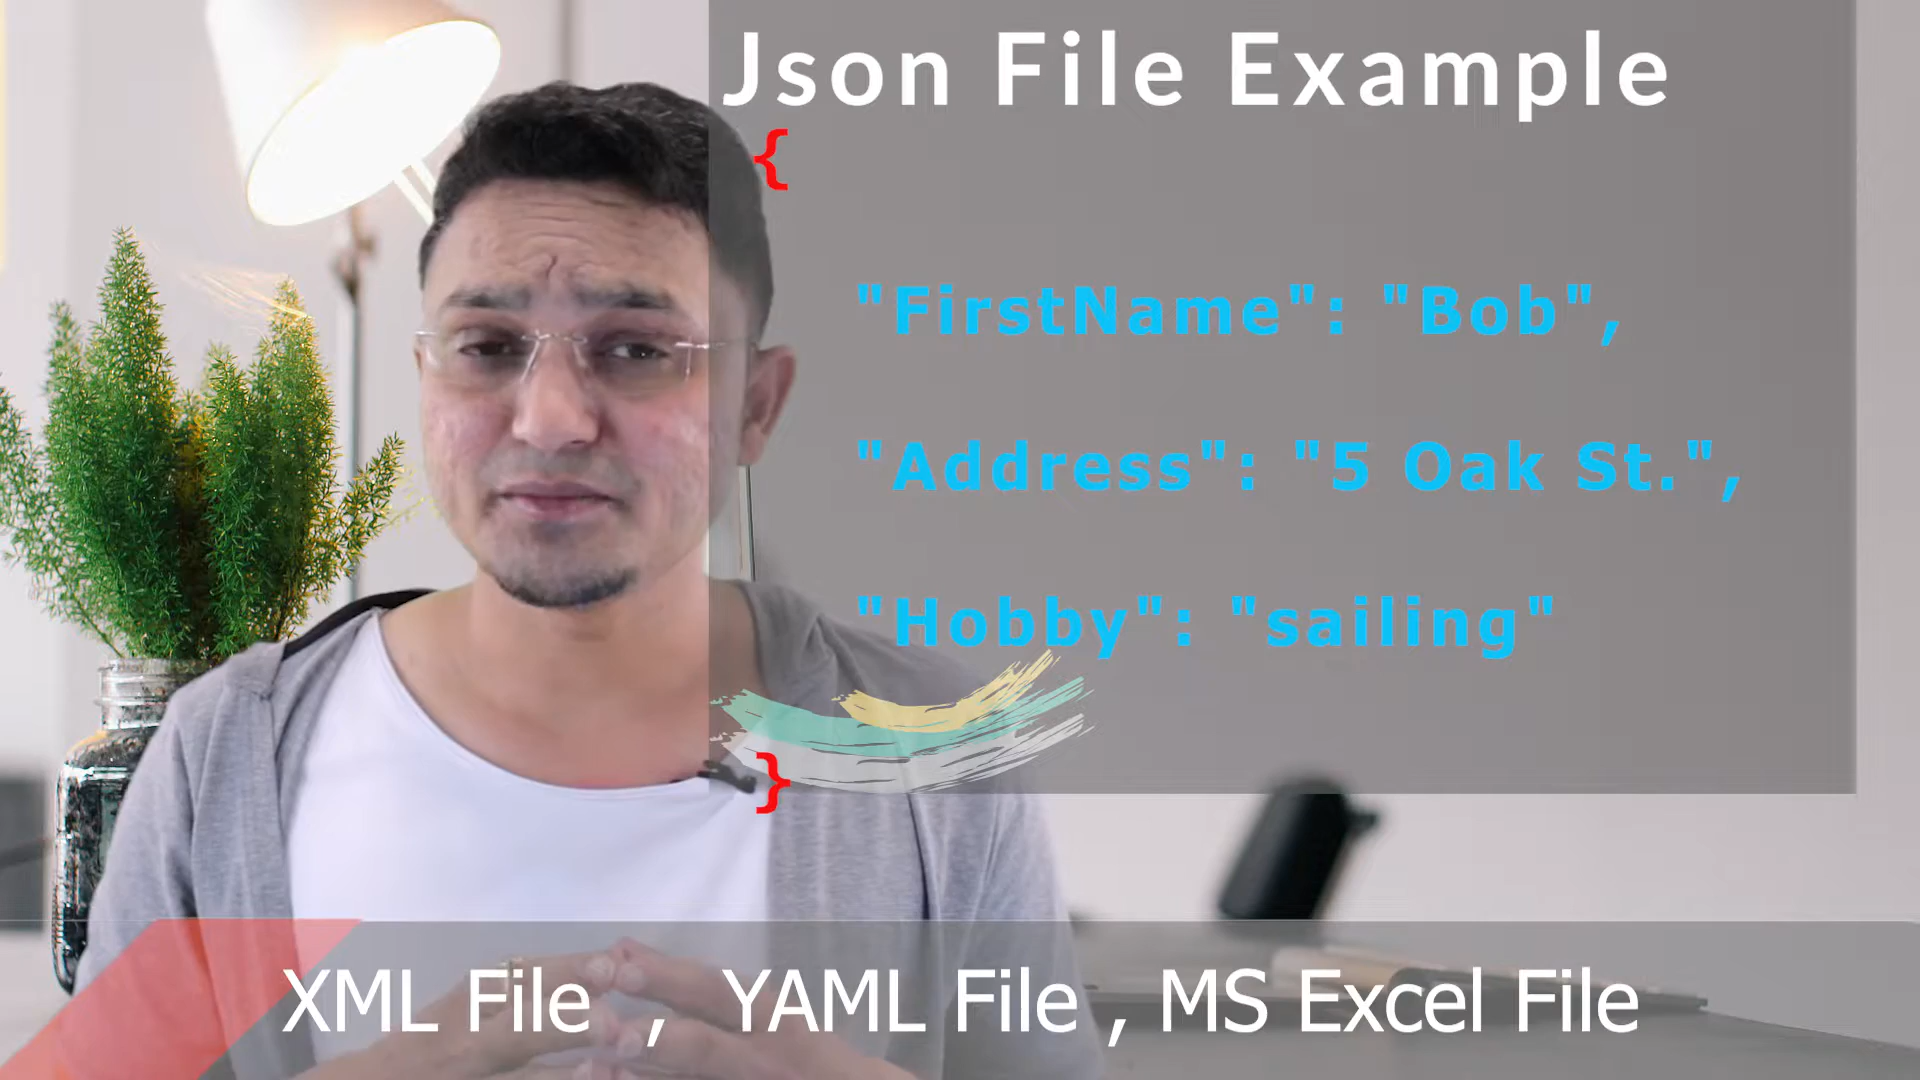 Json File Example
{
"FirstName": "Bob",
"Address": "5 Oak St.",
"Hobby": "sailing"
}
XML File , YAML File , MS Excel File